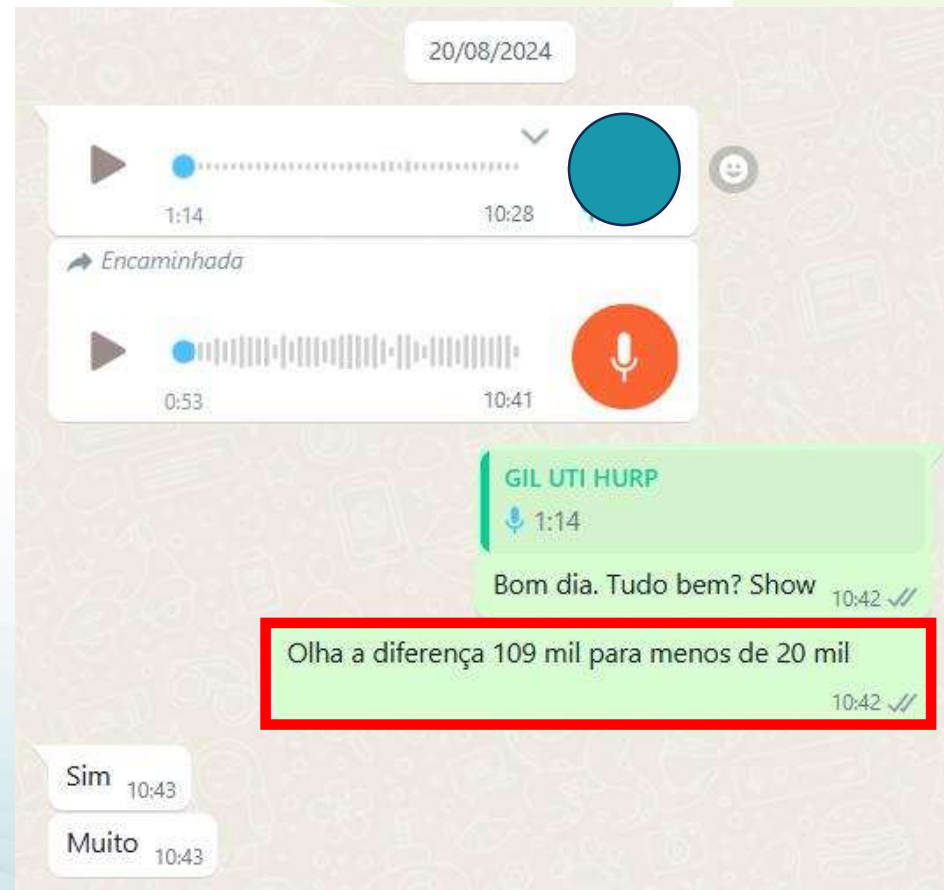 20/08/2024
1:14 10:28
Encaminhada
0:53 10:41
GIL UTI HURP
1:14
Bom dia. Tudo bem? Show 10:42
Olha a diferença 109 mil para menos de 20 mil
10:42
Sim 10:43
Muito 10:43